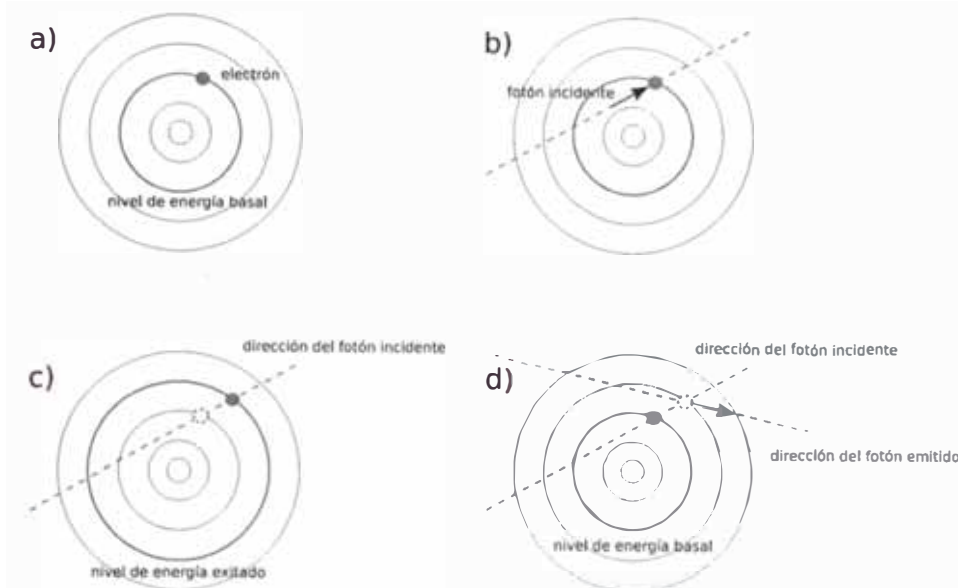 a)
electrón
nivel de energía basal
b)
fotón incidente
c)
dirección del fotón incidente
nivel de energía exitado
d)
dirección del fotón incidente
dirección del fotón emitido
nivel de energía basal